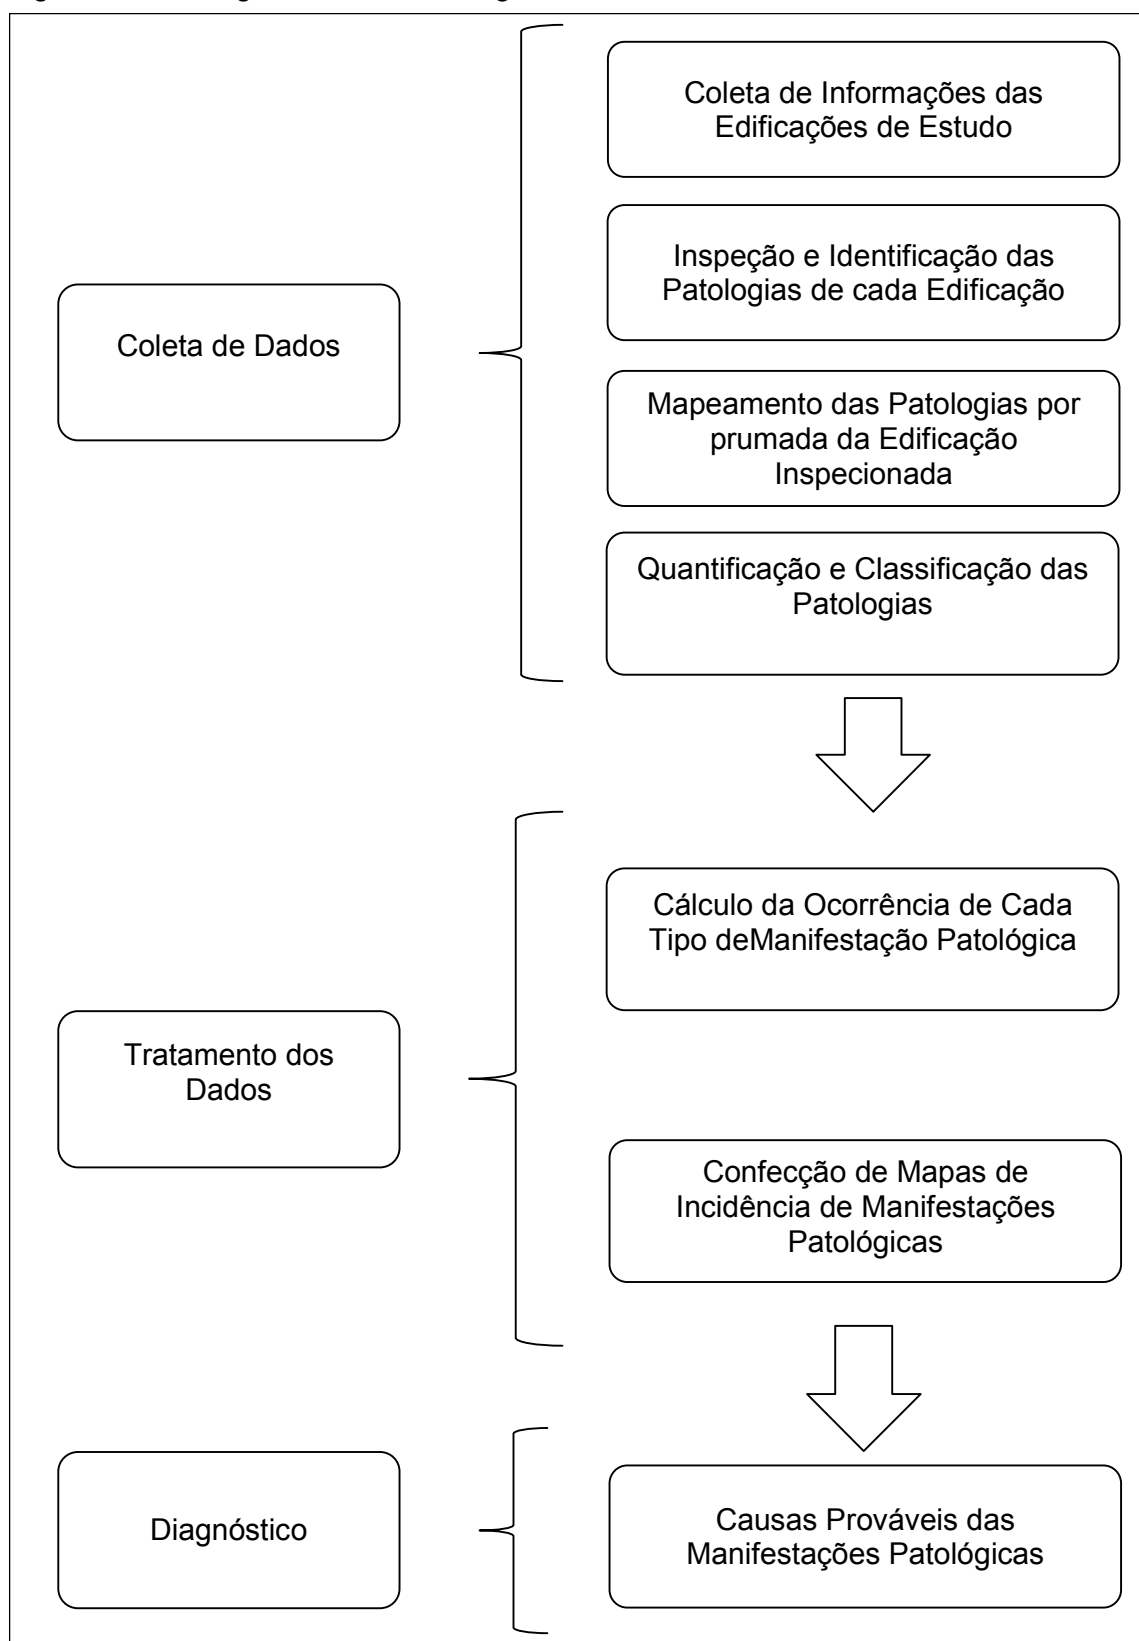 Coleta de Dados
Coleta de Informações das
Edificações de Estudo
Inspeção e Identificação das
Patologias de cada Edificação
Mapeamento das Patologias por
prumada da Edificação
Inspecionada
Quantificação e Classificação das
Patologias
Tratamento dos
Dados
Cálculo da Ocorrência de Cada
Tipo deManifestação Patológica
Confecção de Mapas de
Incidência de Manifestações
Patológicas
Diagnóstico
Causas Prováveis das
Manifestações Patológicas